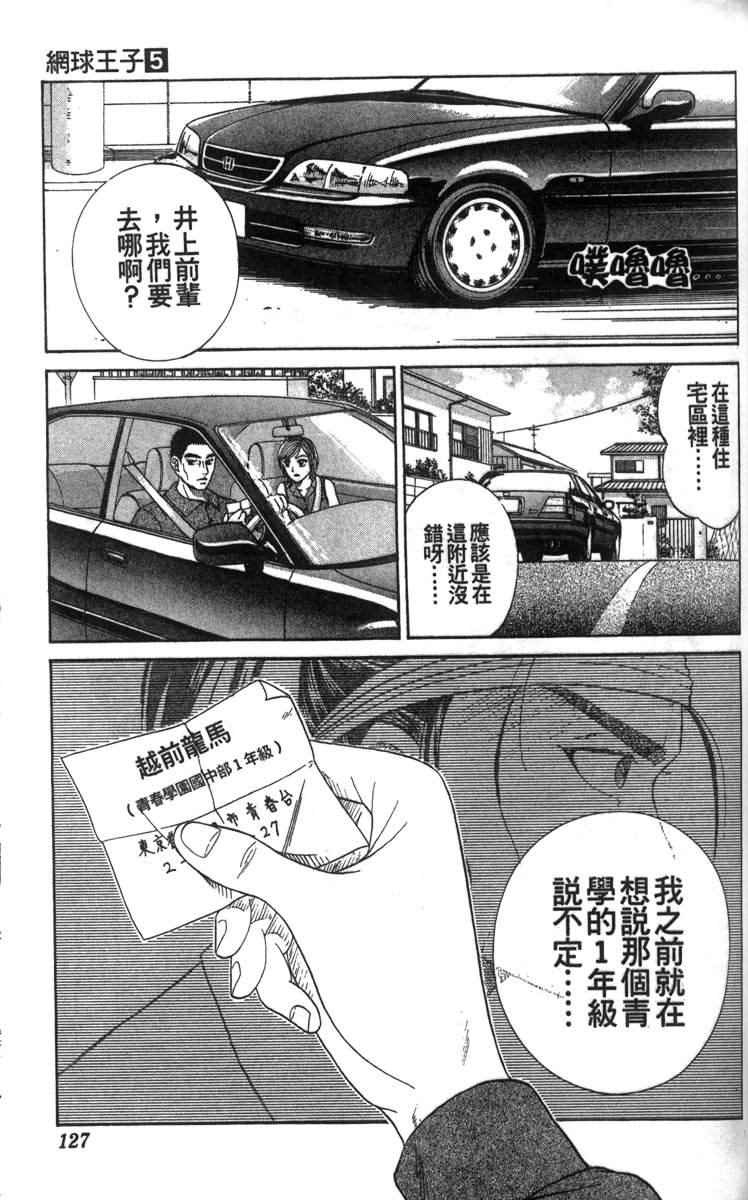 網球王子5
井上前輩
，我們要
去哪啊？
噗嚕嚕…
在這種住
宅區裡……
應該是在
這附近沒
錯呀……
越前龍馬
（青春學園國中部1年級）
東京
市青春台
2-
27
我之前就在
想說那個青
學的1年級
說不定……
127